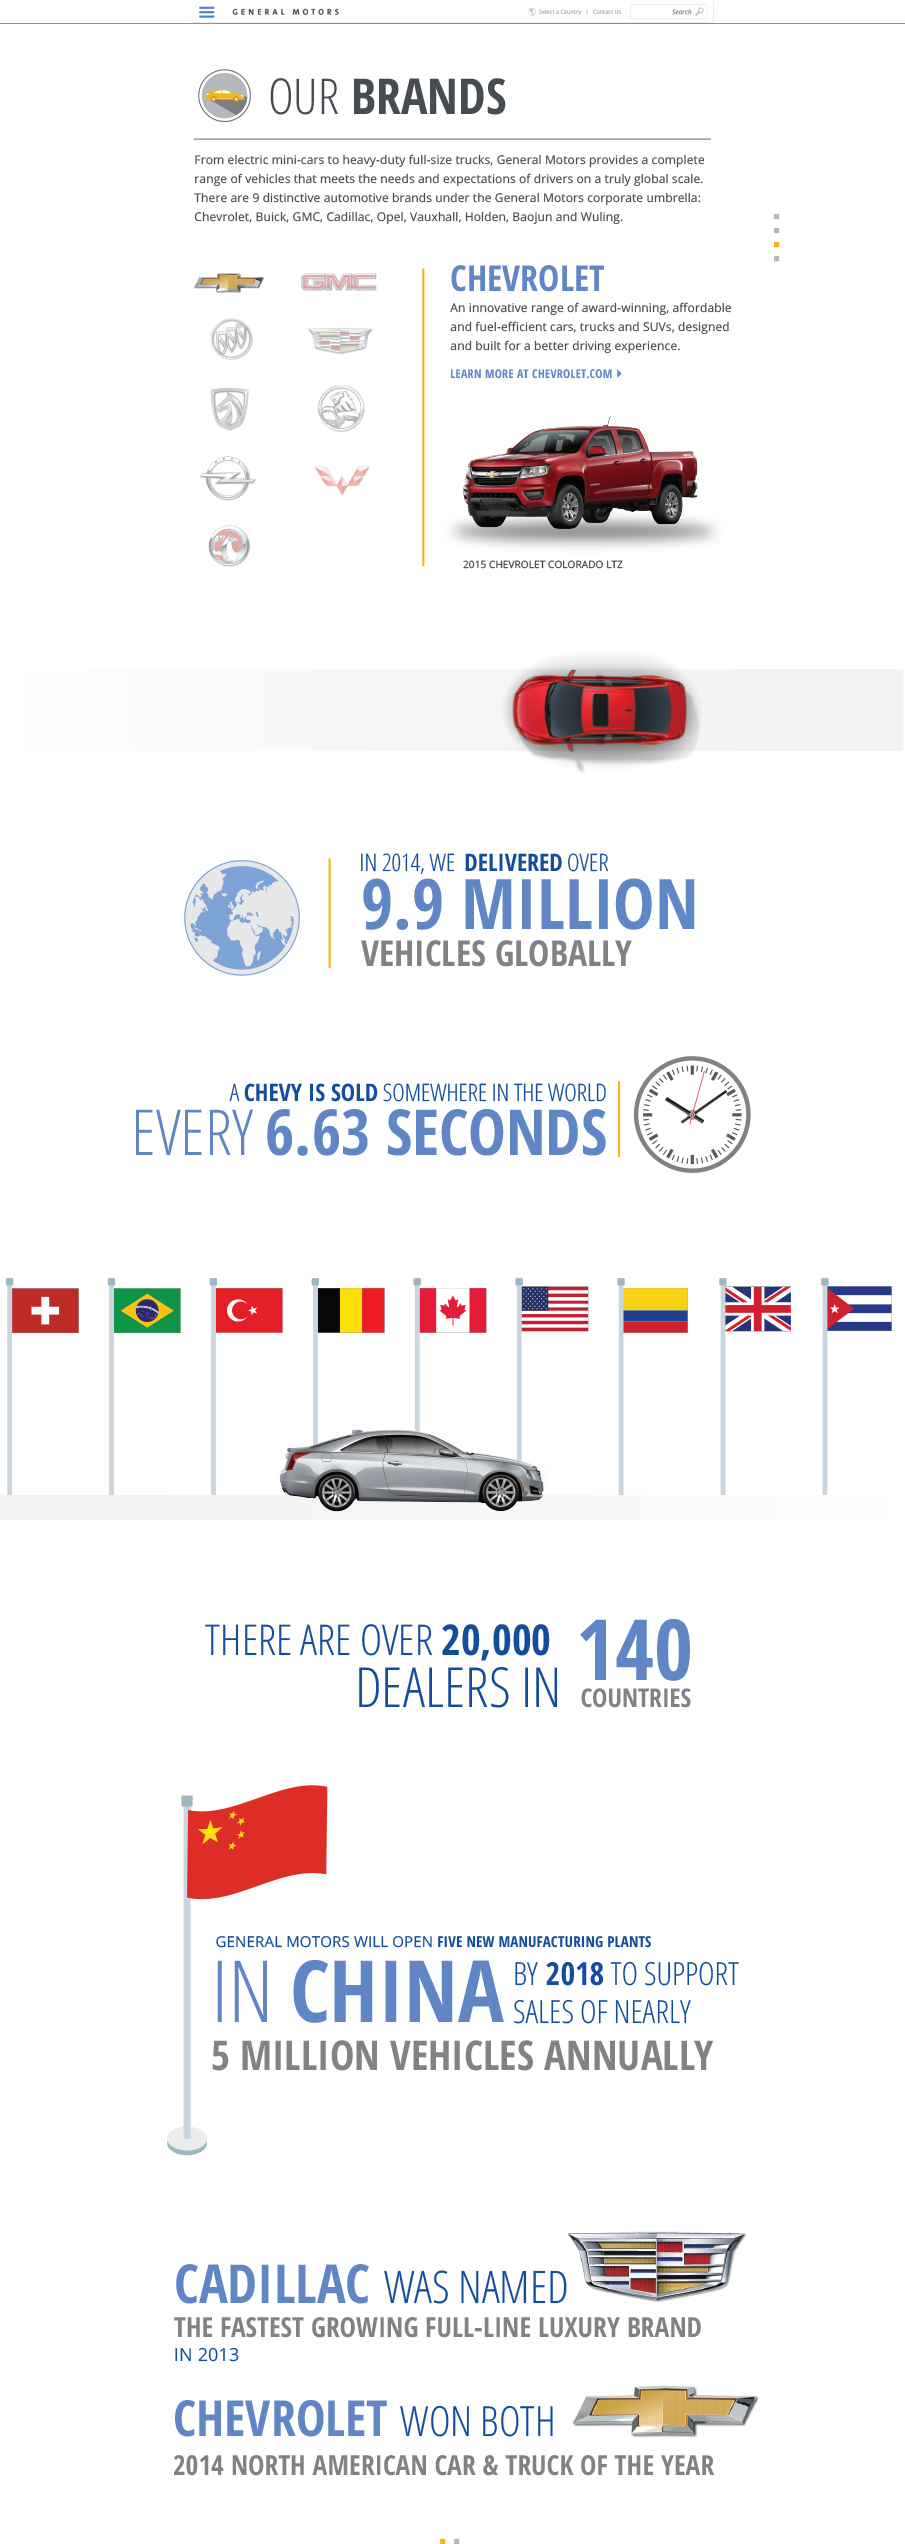 GENERAL MOTORS
Select a Country | Contact Us
Search
OUR BRANDS
From electric mini-cars to heavy-duty full-size trucks, General Motors provides a complete
range of vehicles that meets the needs and expectations of drivers on a truly global scale.
There are 9 distinctive automotive brands under the General Motors corporate umbrella:
Chevrolet, Buick, GMC, Cadillac, Opel, Vauxhall, Holden, Baojun and Wuling.
GMC
OPEL
CHEVROLET
An innovative range of award-winning, affordable
and fuel-efficient cars, trucks and SUVs, designed
and built for a better driving experience.
LEARN MORE AT CHEVROLET.COM
2015 CHEVROLET COLORADO LTZ
IN 2014, WE DELIVERED OVER
9.9 MILLION
VEHICLES GLOBALLY
A CHEVY IS SOLD SOMEWHERE IN THE WORLD
EVERY 6.63 SECONDS
THERE ARE OVER 20,000
DEALERS IN
140
COUNTRIES
GENERAL MOTORS WILL OPEN FIVE NEW MANUFACTURING PLANTS
IN CHINA
BY 2018 TO SUPPORT
SALES OF NEARLY
5 MILLION VEHICLES ANNUALLY
CADILLAC WAS NAMED
THE FASTEST GROWING FULL-LINE LUXURY BRAND
IN 2013
CHEVROLET WON BOTH
2014 NORTH AMERICAN CAR & TRUCK OF THE YEAR